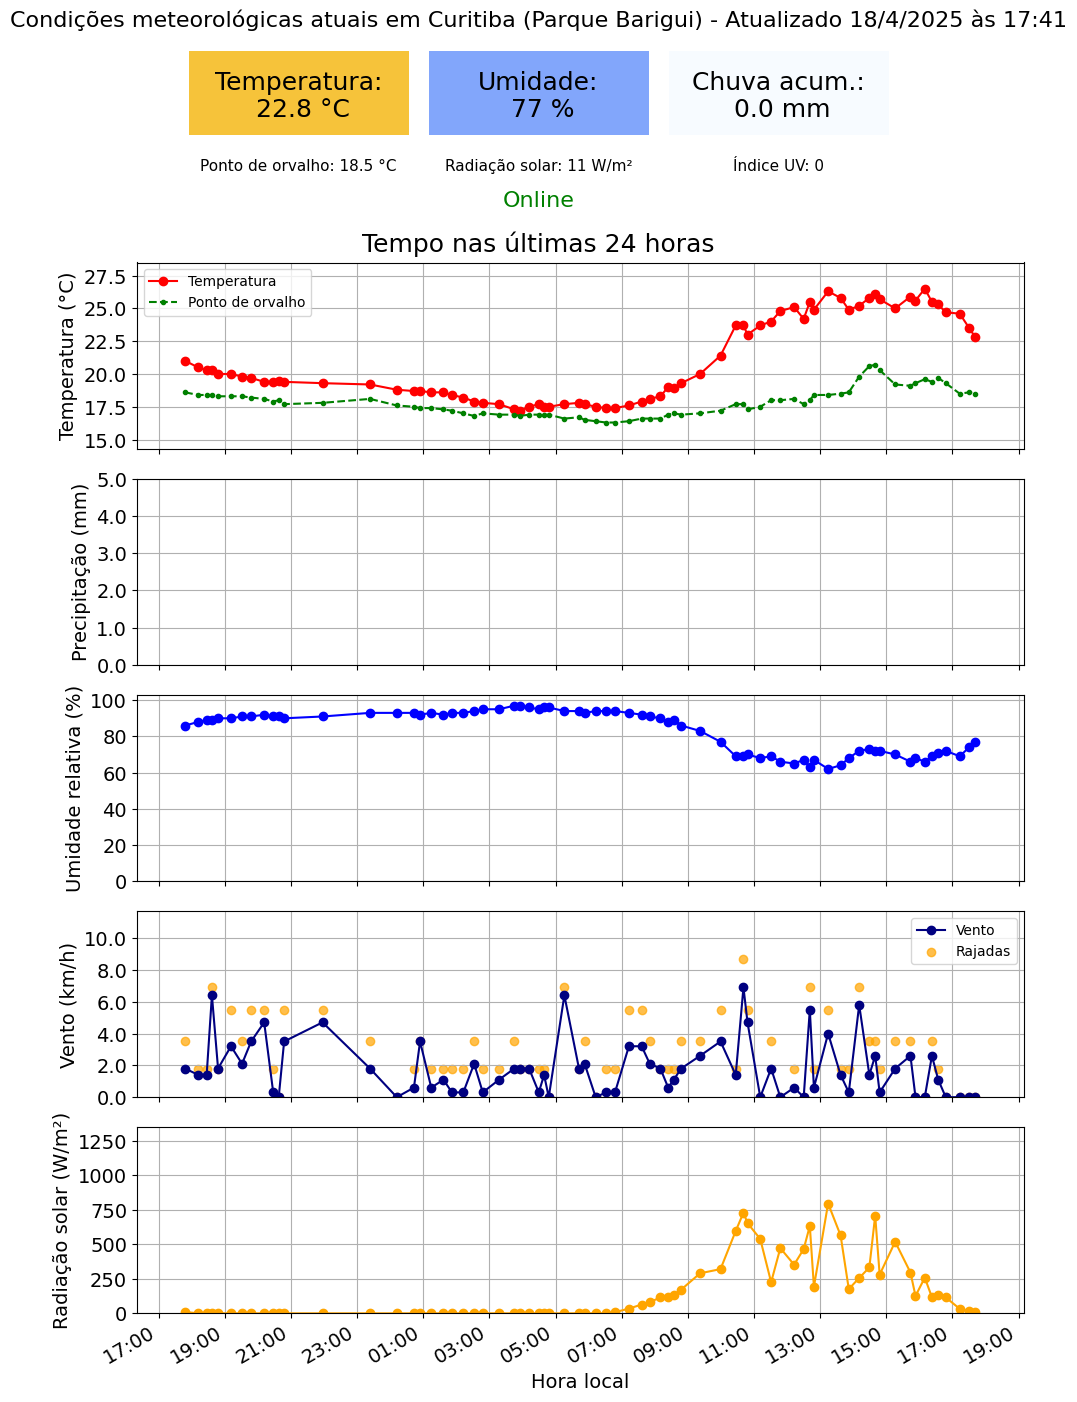 Condições meteorológicas atuais em Curitiba (Parque Barigui) - Atualizado 18/4/2025 às 17:41
Temperatura:
22.8 °C
Umidade:
77 %
Chuva acum.:
0.0 mm
Ponto de orvalho: 18.5 °C
Radiação solar: 11 W/m²
Índice UV: 0
Online
Tempo nas últimas 24 horas
Temperatura (°C)
27.5
25.0
22.5
20.0
17.5
15.0
Temperatura
Ponto de orvalho
Precipitação (mm)
5.0
4.0
3.0
2.0
1.0
0.0
Umidade relativa (%)
100
80
60
40
20
0
Vento (km/h)
10.0
8.0
6.0
4.0
2.0
0.0
Vento
Rajadas
Radiação solar (W/m²)
1250
1000
750
500
250
0
17:00
19:00
21:00
23:00
01:00
03:00
05:00
07:00
09:00
11:00
13:00
15:00
17:00
19:00
Hora local